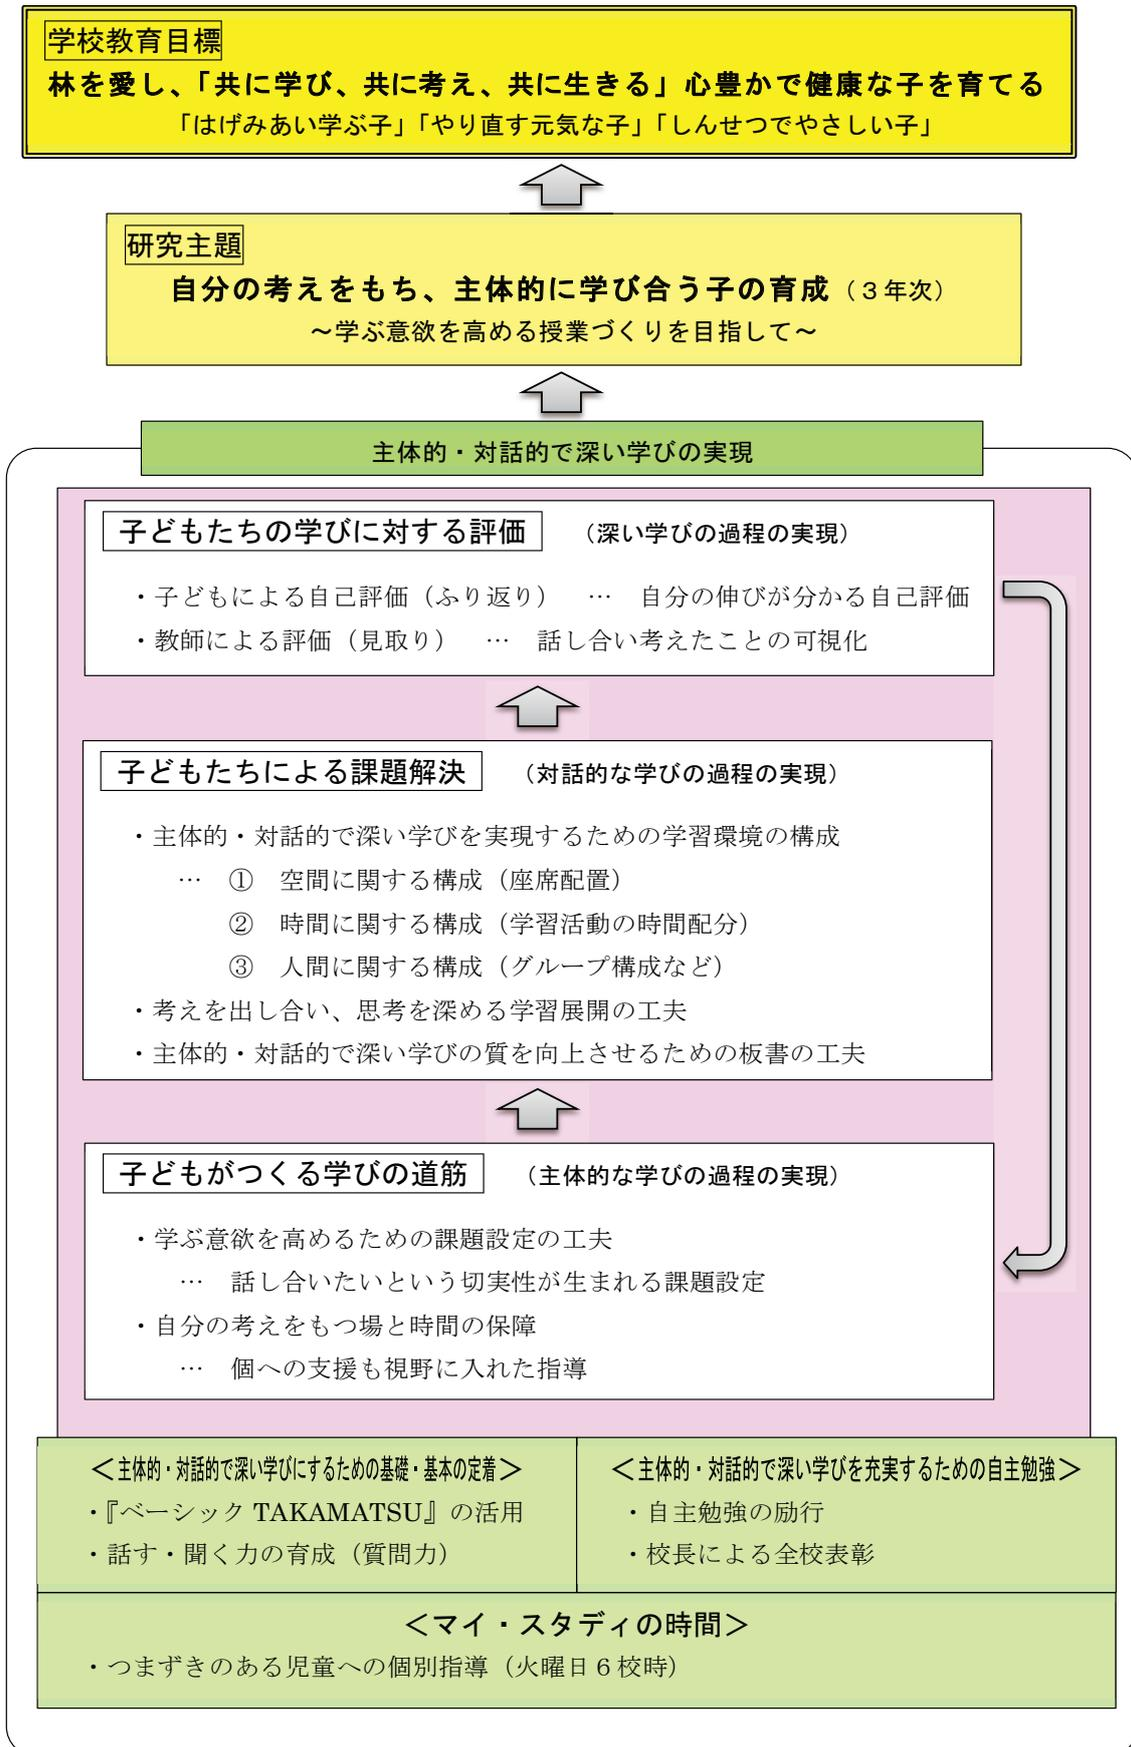 学校教育目標
林を愛し、「共に学び、共に考え、共に生きる」心豊かで健康な子を育てる
「はげみあい学ぶ子」「やり直す元気な子」「しんせつでやさしい子」
研究主題
自分の考えをもち、主体的に学び合う子の育成（３年次）
～学ぶ意欲を高める授業づくりを目指して～
主体的・対話的で深い学びの実現
子どもたちの学びに対する評価　（深い学びの過程の実現）
・子どもによる自己評価（ふり返り）　…　自分の伸びが分かる自己評価
・教師による評価（見取り）　…　話し合い考えたことの可視化
子どもたちによる課題解決　（対話的な学びの過程の実現）
・主体的・対話的で深い学びを実現するための学習環境の構成
…　①　空間に関する構成（座席配置）
②　時間に関する構成（学習活動の時間配分）
③　人間に関する構成（グループ構成など）
・考えを出し合い、思考を深める学習展開の工夫
・主体的・対話的で深い学びの質を向上させるための板書の工夫
子どもがつくる学びの道筋　（主体的な学びの過程の実現）
・学ぶ意欲を高めるための課題設定の工夫
…　話し合いたいという切実性が生まれる課題設定
・自分の考えをもつ場と時間の保障
…　個への支援も視野に入れた指導
＜主体的・対話的で深い学びにするための基礎・基本の定着＞
・『ベーシック TAKAMATSU』の活用
・話す・聞く力の育成（質問力）
＜主体的・対話的で深い学びを充実するための自主勉強＞
・自主勉強の励行
・校長による全校表彰
＜マイ・スタディの時間＞
・つまずきのある児童への個別指導（火曜日６校時）